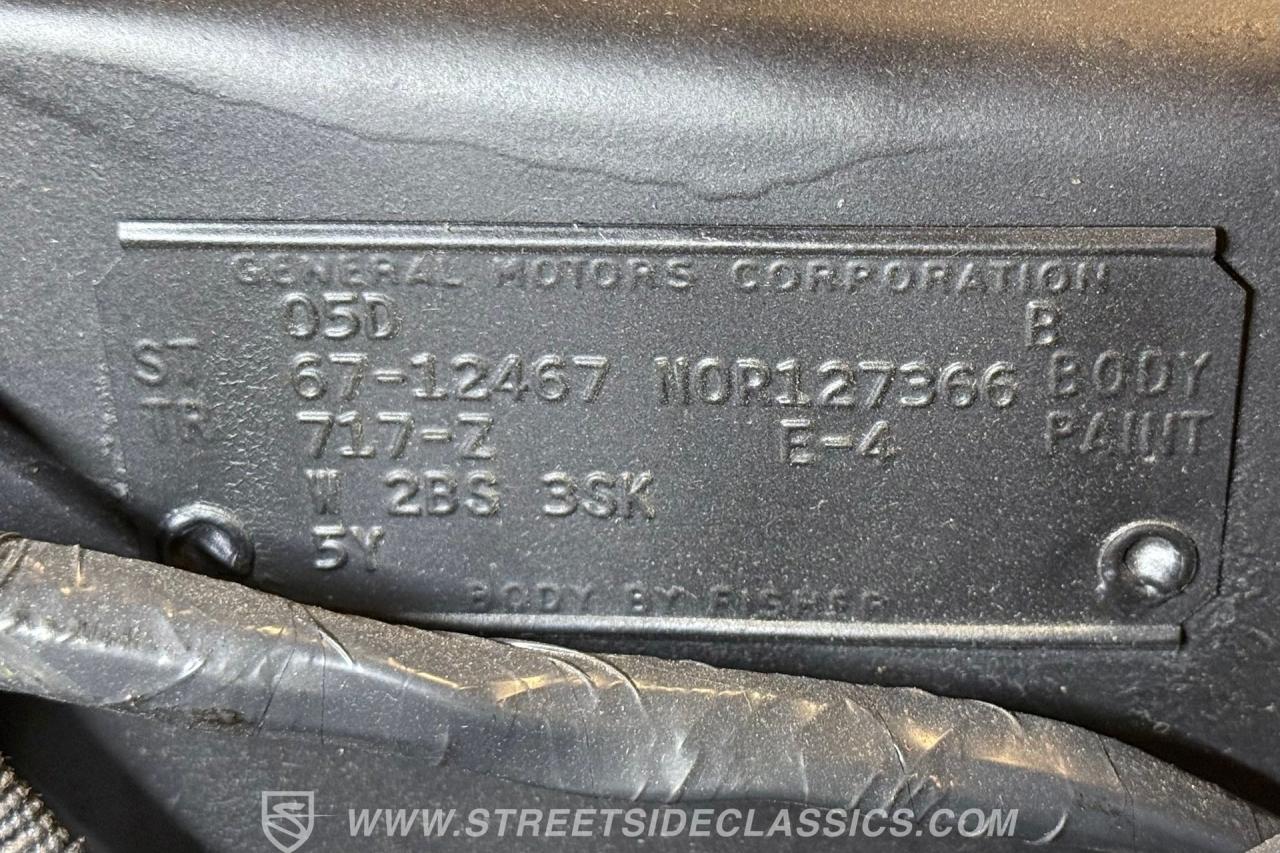 GENERAL MOTORS CORPORATION
05D B
ST 67-12467 NOR127366 BODY
TR 717-Z E-4 PAINT
W 2BS 3SK
5Y
BODY BY FISHER
WWW.STREETSIDECLASSICS.COM